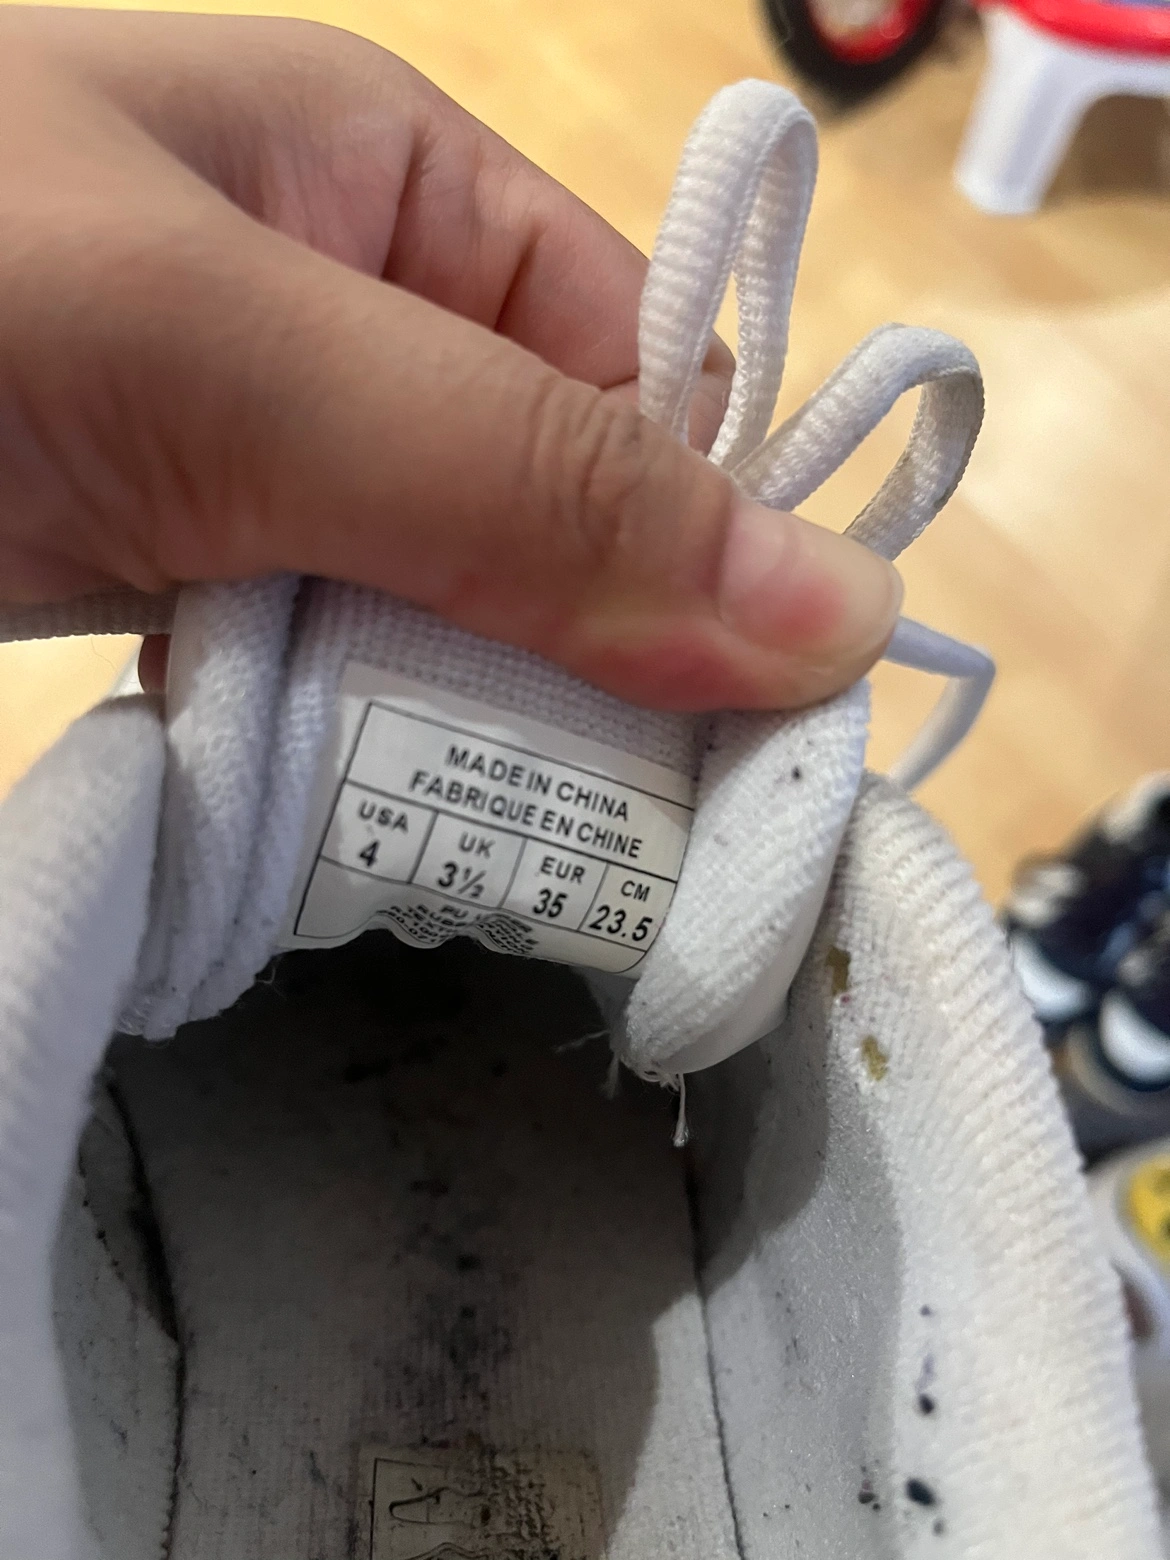 MADE IN CHINA
FABRIQUE EN CHINE
USA UK EUR CM
4 3½ 35 23.5